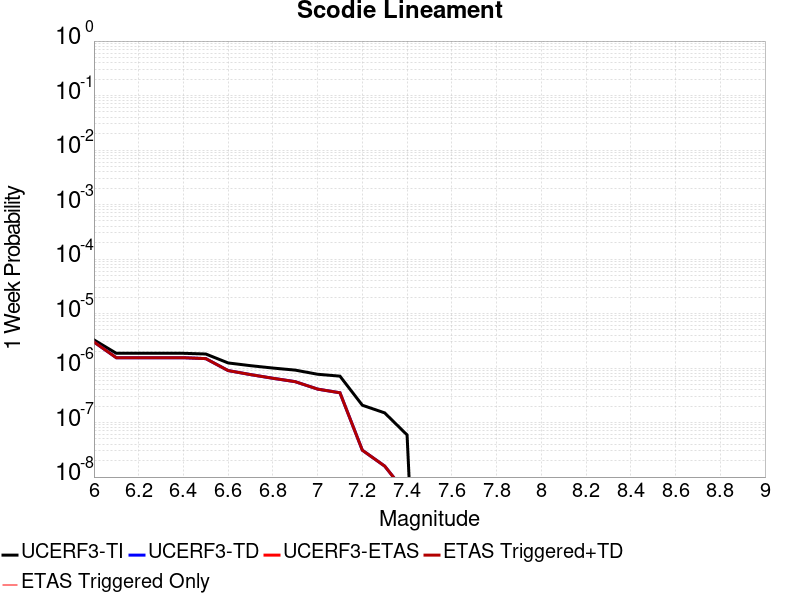 Scodie Lineament
10^0
10^-1
10^-2
10^-3
10^-4
10^-5
10^-6
10^-7
10^-8
1 Week Probability
6 6.2 6.4 6.6 6.8 7 7.2 7.4 7.6 7.8 8 8.2 8.4 8.6 8.8 9
Magnitude
UCERF3-TI UCERF3-TD UCERF3-ETAS ETAS Triggered+TD
ETAS Triggered Only